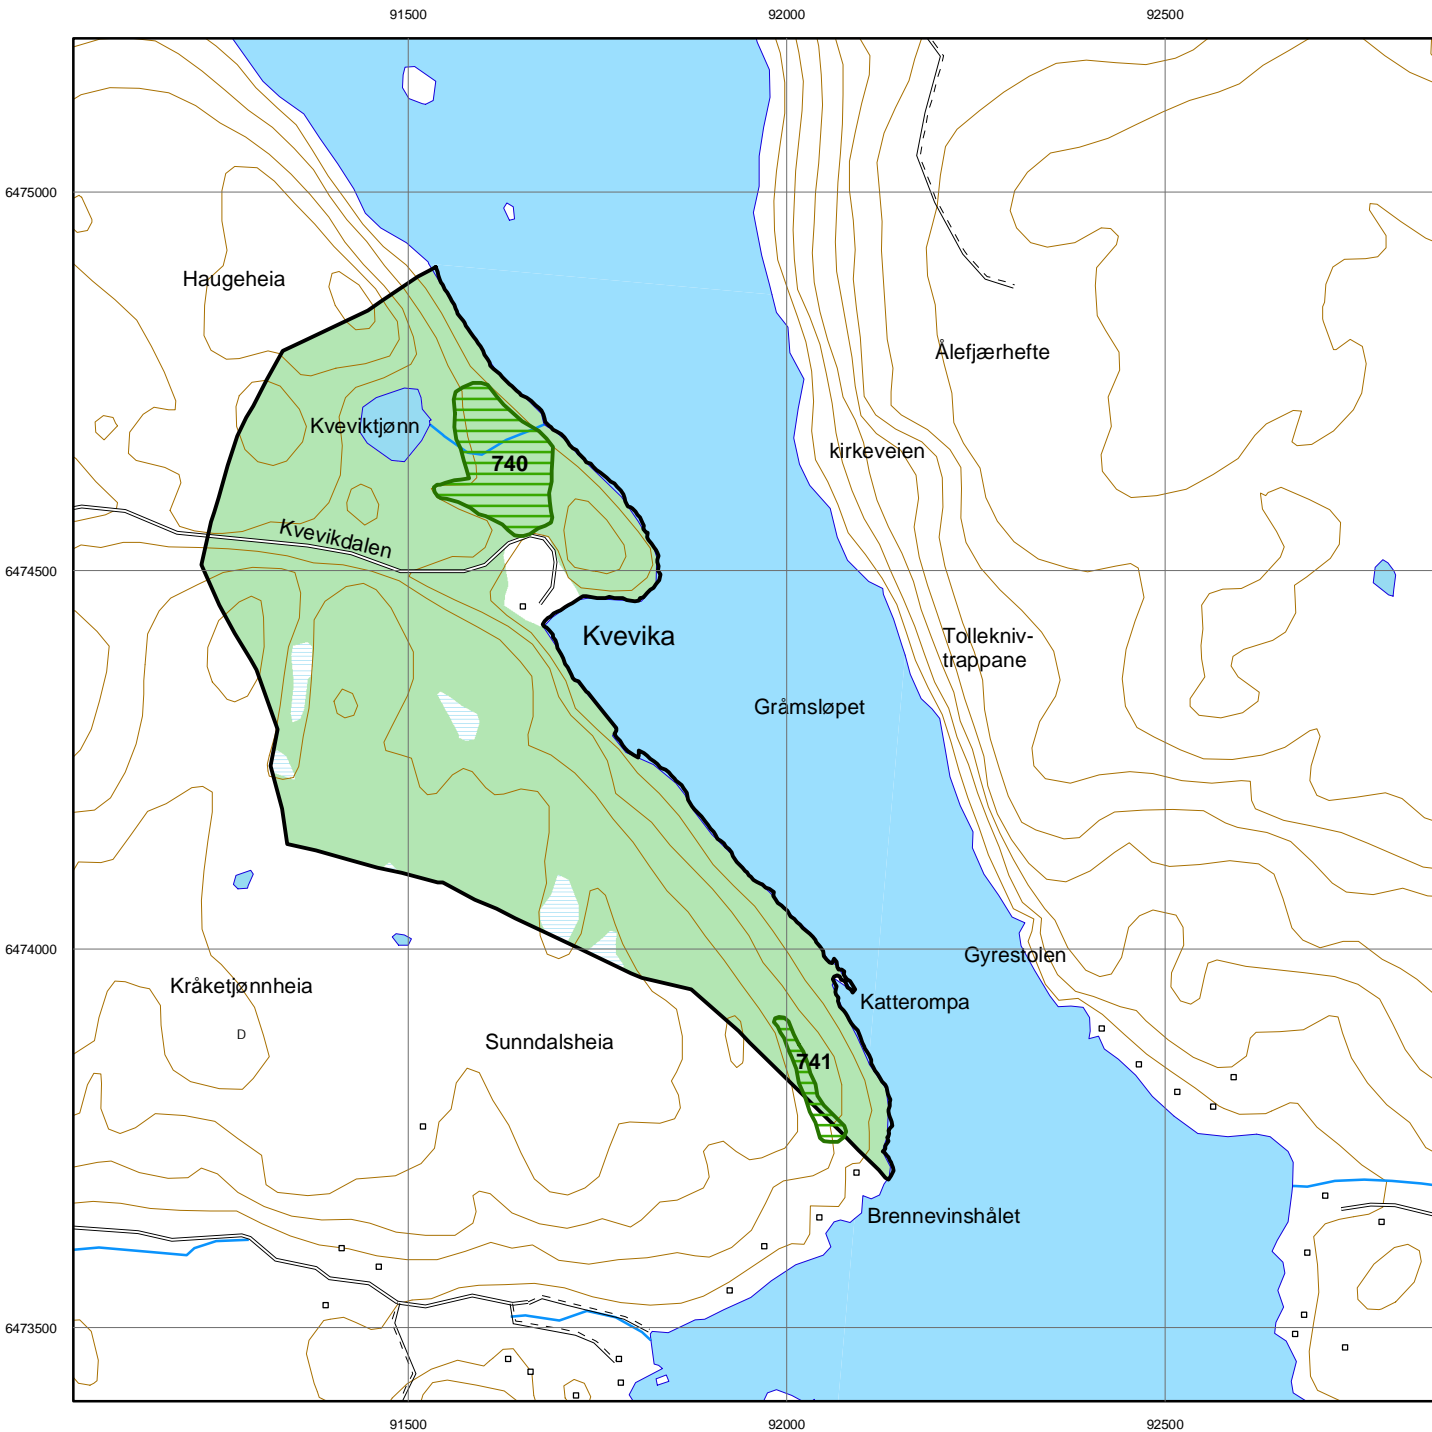 91500 92000 92500
6475000
Haugeheia
Ålefjærhefte
Kveviktjønn
kirkeveien
740
Kvevikdalen
6474500
Kvevika
Tollekniv-
trappane
Gråmsløpet
6474000
Gyrestolen
Kråketjønnheia
Katterompa
D
Sunndalsheia
741
Brennevinshålet
6473500
91500 92000 92500